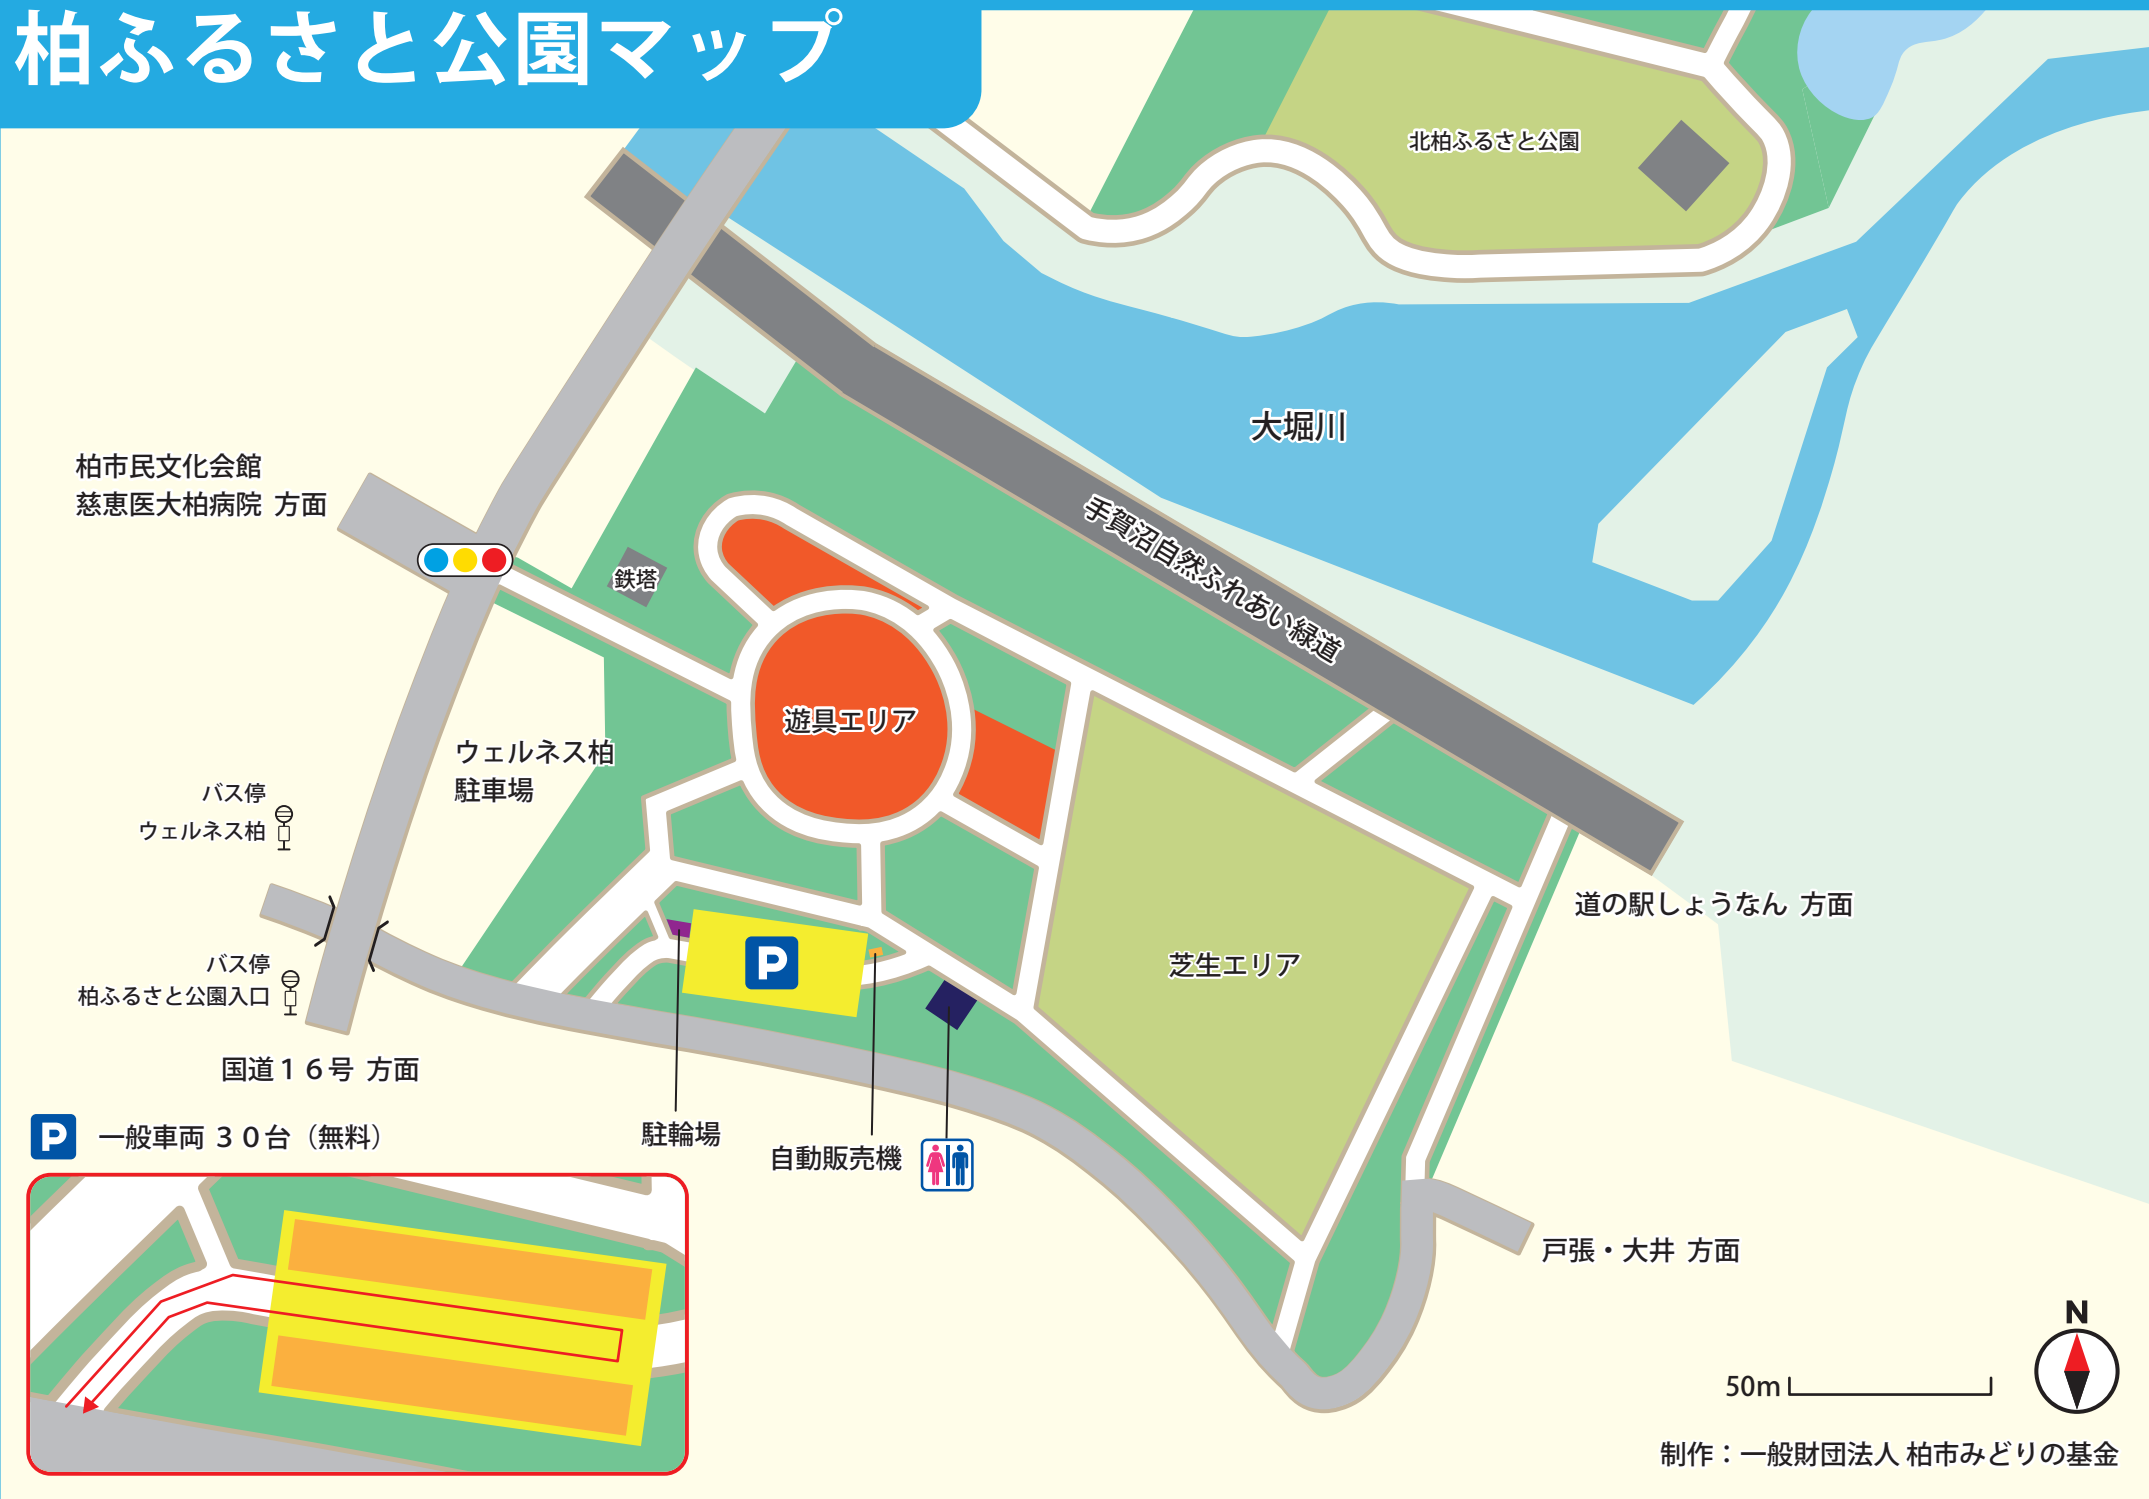 柏ふるさと公園マップ
北柏ふるさと公園
大堀川
手賀沼自然ふれあい緑道
柏市民文化会館
慈恵医大柏病院 方面
鉄塔
遊具エリア
ウェルネス柏
駐車場
バス停
ウェルネス柏
道の駅しょうなん 方面
P
芝生エリア
バス停
柏ふるさと公園入口
国道16号 方面
P 一般車両 30台（無料）
駐輪場
自動販売機
戸張・大井 方面
N
50m
制作：一般財団法人 柏市みどりの基金